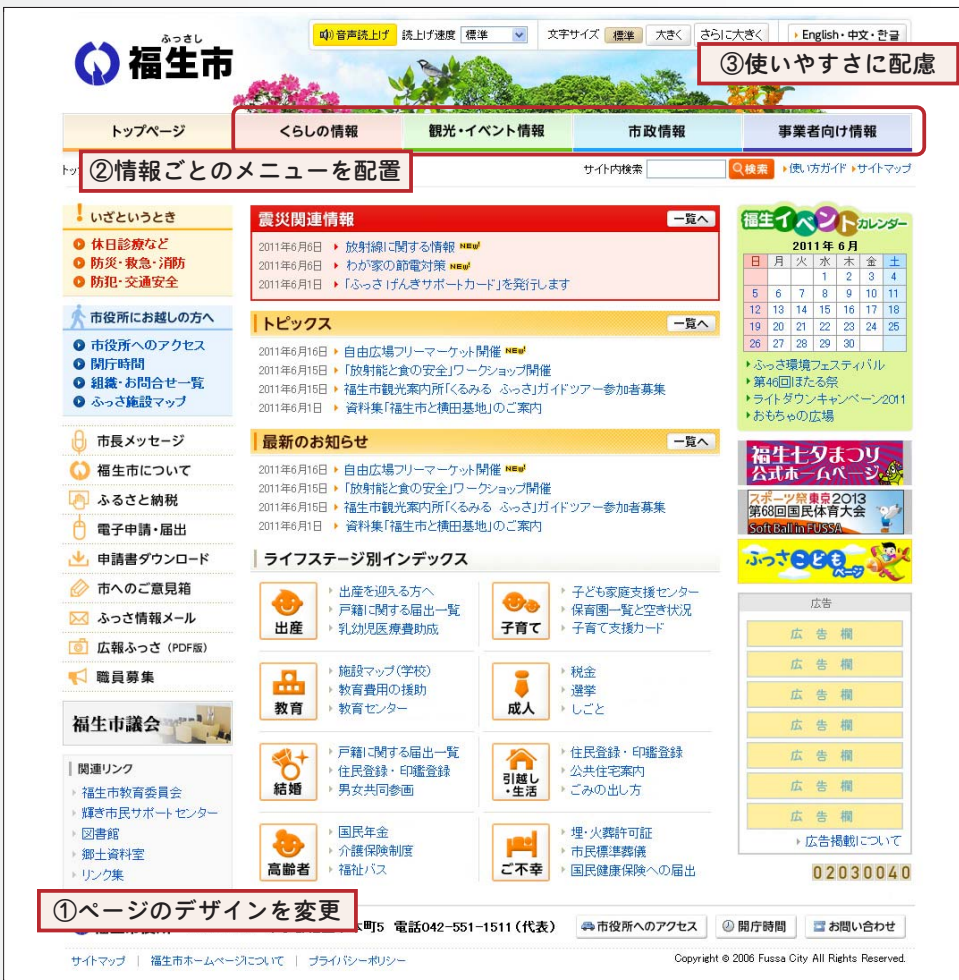 ふっさし
福生市
音声読上げ 読上げ速度 標準 文字サイズ 標準 大きく さらに大きく English・中文・한글
③使いやすさに配慮
トップページ くらしの情報 観光・イベント情報 市政情報 事業者向け情報
②情報ごとのメニューを配置
サイト内検索 検索 使い方ガイド サイトマップ
いざというとき
休日診療など
防災・救急・消防
防犯・交通安全
市役所にお越しの方へ
市役所へのアクセス
開庁時間
組織・お問合せ一覧
ふっさ施設マップ
市長メッセージ
福生市について
ふるさと納税
電子申請・届出
申請書ダウンロード
市へのご意見箱
ふっさ情報メール
広報ふっさ (PDF版)
職員募集
福生市議会
関連リンク
福生市教育委員会
輝き市民サポートセンター
図書館
郷土資料室
リンク集
震災関連情報 一覧へ
2011年6月6日 放射線に関する情報 NEW!
2011年6月6日 わが家の節電対策 NEW!
2011年6月1日 「ふっさ げんきサポートカード」を発行します
トピックス 一覧へ
2011年6月16日 自由広場フリーマーケット開催 NEW!
2011年6月15日 「放射能と食の安全」ワークショップ開催
2011年6月15日 福生市観光案内所「くるみる ふっさ」ガイドツアー参加者募集
2011年6月1日 資料集「福生市と横田基地」のご案内
最新のお知らせ 一覧へ
2011年6月16日 自由広場フリーマーケット開催 NEW!
2011年6月15日 「放射能と食の安全」ワークショップ開催
2011年6月15日 福生市観光案内所「くるみる ふっさ」ガイドツアー参加者募集
2011年6月1日 資料集「福生市と横田基地」のご案内
ライフステージ別インデックス
出産
出産を迎える方へ
戸籍に関する届出一覧
乳幼児医療費助成
子育て
子ども家庭支援センター
保育園一覧と空き状況
子育て支援カード
教育
施設マップ(学校)
教育費用の援助
教育センター
成人
税金
選挙
しごと
結婚
戸籍に関する届出一覧
住民登録・印鑑登録
男女共同参画
引越し
・生活
住民登録・印鑑登録
公共住宅案内
ごみの出し方
高齢者
国民年金
介護保険制度
福祉バス
ご不幸
埋・火葬許可証
市民標準葬儀
国民健康保険への届出
福生イベントカレンダー
2011年6月
日 月 火 水 木 金 土
1 2 3 4
5 6 7 8 9 10 11
12 13 14 15 16 17 18
19 20 21 22 23 24 25
26 27 28 29 30
ふっさ環境フェスティバル
第46回ほたる祭
ライトダウンキャンペーン2011
おもちゃの広場
福生七夕まつり
公式ホームページ
スポーツ祭東京2013
第68回国民体育大会
Soft Ball in FUSSA
ふっさこどもページ
広告
広告欄
広告欄
広告欄
広告欄
広告欄
広告欄
広告欄
広告掲載について
02030040
①ページのデザインを変更
本町5 電話042-551-1511(代表) 市役所へのアクセス 開庁時間 お問い合わせ
サイトマップ | 福生市ホームページについて | プライバシーポリシー
Copyright © 2006 Fussa City All Rights Reserved.